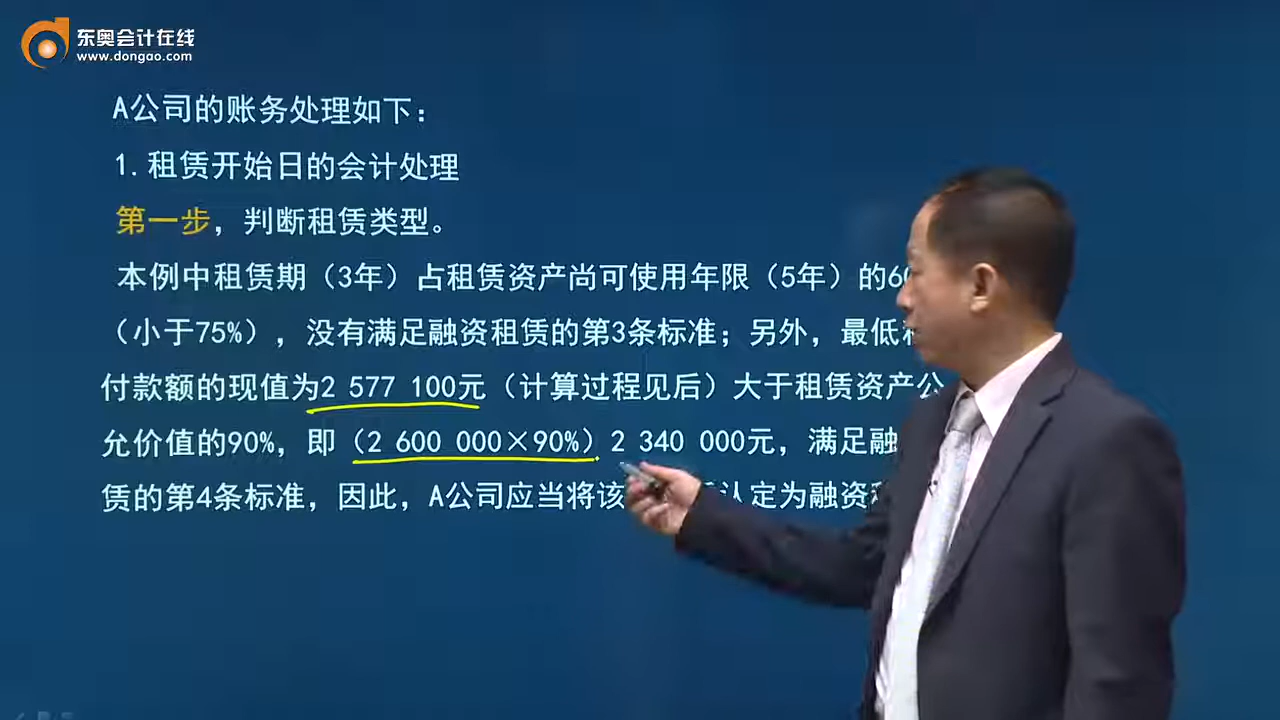 东奥会计在线
www.dongao.com
A公司的账务处理如下：
1.租赁开始日的会计处理
第一步，判断租赁类型。
本例中租赁期（3年）占租赁资产尚可使用年限（5年）的6
（小于75%），没有满足融资租赁的第3条标准；另外，最低
付款额的现值为2 577 100元（计算过程见后）大于租赁资产公
允价值的90%，即（2 600 000×90%）2 340 000元，满足融
赁的第4条标准，因此，A公司应当将该 认定为融资